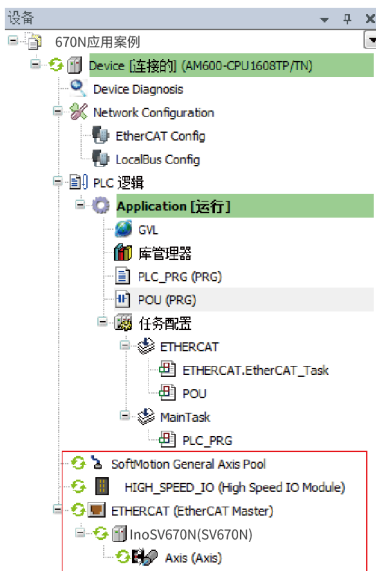 设备
670N应用案例
Device [连接的] (AM600-CPU1608TP/TN)
Device Diagnosis
Network Configuration
EtherCAT Config
LocalBus Config
PLC 逻辑
Application [运行]
GVL
库管理器
PLC_PRG (PRG)
POU (PRG)
任务配置
ETHERCAT
ETHERCAT.EtherCAT_Task
POU
MainTask
PLC_PRG
SoftMotion General Axis Pool
HIGH_SPEED_IO (High Speed IO Module)
ETHERCAT (EtherCAT Master)
InoSV670N(SV670N)
Axis (Axis)